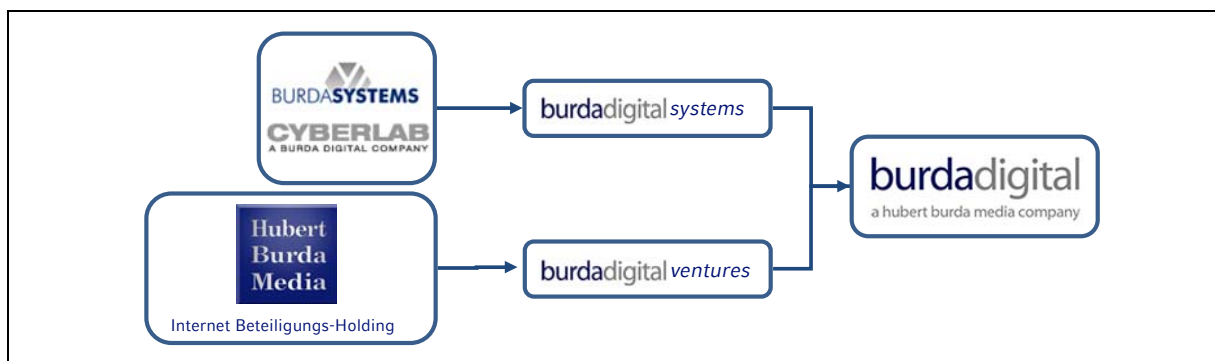 BURDASYSTEMS
CYBERLAB
A BURDA DIGITAL COMPANY
burdadigital systems
burdadigital
a hubert burda media company
Hubert
Burda
Media
Internet Beteiligungs-Holding
burdadigital ventures